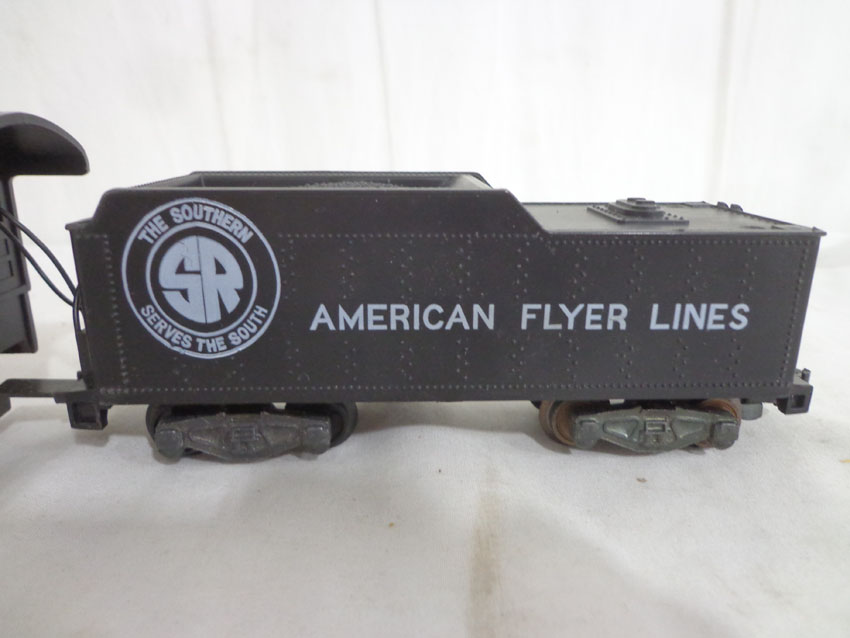 THE SOUTHERN
SR
SERVES THE SOUTH
AMERICAN FLYER LINES